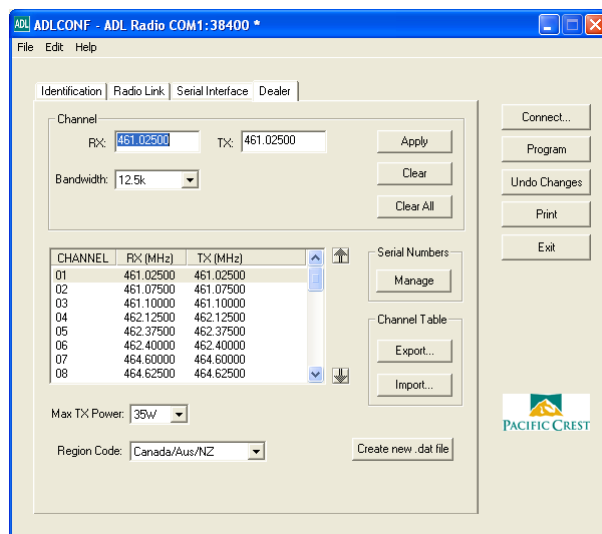 ADL ADLCONF - ADL Radio COM1:38400 *
File Edit Help
Identification Radio Link Serial Interface Dealer
Channel
RX: 461.02500 TX: 461.02500
Bandwidth: 12.5k
Apply
Clear
Clear All
CHANNEL RX (MHz) TX (MHz)
01 461.02500 461.02500
02 461.07500 461.07500
03 461.10000 461.10000
04 462.12500 462.12500
05 462.37500 462.37500
06 462.40000 462.40000
07 464.60000 464.60000
08 464.62500 464.62500
Serial Numbers
Manage
Channel Table
Export...
Import...
Max TX Power: 35W
Region Code: Canada/Aus/NZ
Create new .dat file
Connect...
Program
Undo Changes
Print
Exit
PACIFIC CREST